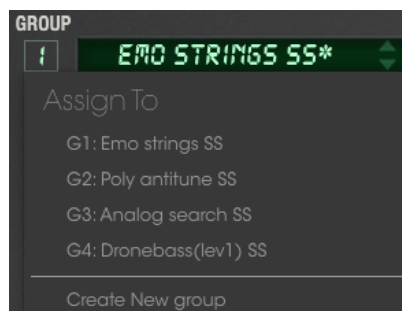 GROUP
1 EMO STRINGS SS*
Assign To
G1: Emo strings SS
G2: Poly antitune SS
G3: Analog search SS
G4: Dronebass(lev1) SS
Create New group